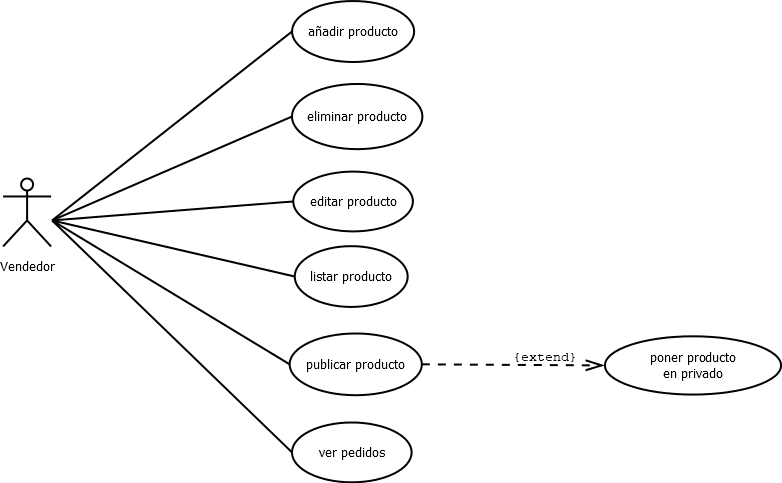 añadir producto
eliminar producto
editar producto
Vendedor
listar producto
publicar producto
{extend}
poner producto
en privado
ver pedidos